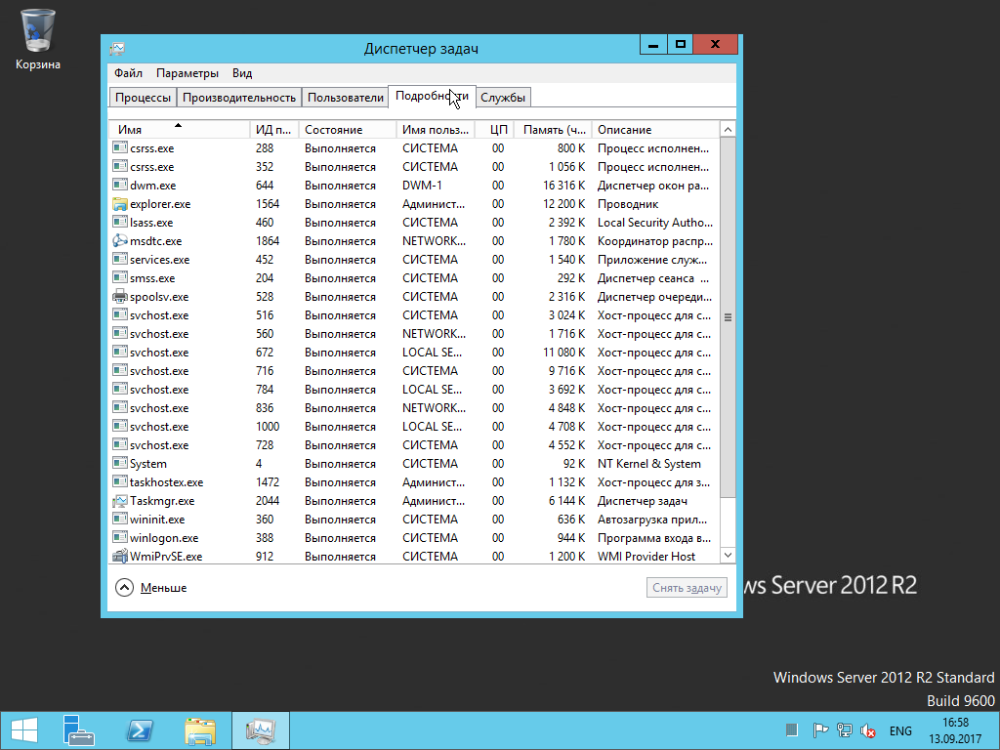 Корзина
Диспетчер задач
Файл Параметры Вид
Процессы Производительность Пользователи Подробности Службы
Имя ИД п... Состояние Имя польз... ЦП Память (ч... Описание
csrss.exe 288 Выполняется СИСТЕМА 00 800 K Процесс исполнен...
csrss.exe 352 Выполняется СИСТЕМА 00 1 056 K Процесс исполнен...
dwm.exe 644 Выполняется DWM-1 00 16 316 K Диспетчер окон ра...
explorer.exe 1564 Выполняется Админист... 00 12 200 K Проводник
lsass.exe 460 Выполняется СИСТЕМА 00 2 392 K Local Security Autho...
msdtc.exe 1864 Выполняется NETWORK... 00 1 780 K Координатор распр...
services.exe 452 Выполняется СИСТЕМА 00 1 540 K Приложение служ...
smss.exe 204 Выполняется СИСТЕМА 00 292 K Диспетчер сеанса ...
spoolsv.exe 528 Выполняется СИСТЕМА 00 2 316 K Диспетчер очереди...
svchost.exe 516 Выполняется СИСТЕМА 00 3 024 K Хост-процесс для с...
svchost.exe 560 Выполняется NETWORK... 00 1 716 K Хост-процесс для с...
svchost.exe 672 Выполняется LOCAL SE... 00 11 080 K Хост-процесс для с...
svchost.exe 716 Выполняется СИСТЕМА 00 9 716 K Хост-процесс для с...
svchost.exe 784 Выполняется LOCAL SE... 00 3 692 K Хост-процесс для с...
svchost.exe 836 Выполняется NETWORK... 00 4 848 K Хост-процесс для с...
svchost.exe 1000 Выполняется LOCAL SE... 00 4 708 K Хост-процесс для с...
svchost.exe 728 Выполняется СИСТЕМА 00 4 552 K Хост-процесс для с...
System 4 Выполняется СИСТЕМА 00 92 K NT Kernel & System
taskhostex.exe 1472 Выполняется Админист... 00 1 132 K Хост-процесс для з...
Taskmgr.exe 2044 Выполняется Админист... 00 6 144 K Диспетчер задач
wininit.exe 360 Выполняется СИСТЕМА 00 636 K Автозагрузка прил...
winlogon.exe 388 Выполняется СИСТЕМА 00 944 K Программа входа в...
WmiPrvSE.exe 912 Выполняется СИСТЕМА 00 1 200 K WMI Provider Host
Меньше Снять задачу
ws Server 2012 R2
Windows Server 2012 R2 Standard
Build 9600
ENG 16:58
13.09.2017